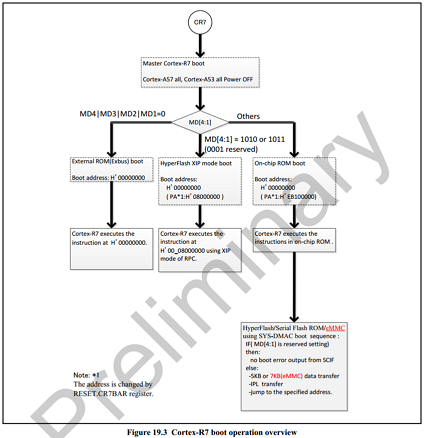 CR7
Master Cortex-R7 boot
Cortex-A57 all, Cortex-A53 all Power OFF
MD4|MD3|MD2|MD1=0
MD[4:1]
Others
MD[4:1] = 1010 or 1011
(0001 reserved)
External ROM(Exbus) boot
Boot address: H' 00000000
HyperFlash XIP mode boot
Boot address:
H' 00000000
( PA*1:H' 08000000 )
On-chip ROM boot
Boot address:
H' 00000000
( PA*1:H' EB100000)
Cortex-R7 executes the
instruction at H' 00000000.
Cortex-R7 executes the
instruction at
H' 00_08000000 using XIP
mode of RPC.
Cortex-R7 executes the
instructions in on-chip ROM .
HyperFlash/Serial Flash ROM/eMMC
using SYS-DMAC boot sequence :
IF( MD[4:1] is reserved setting)
then:
no boot error output from SCIF
else:
-5KB or 7KB(eMMC) data transfer
-IPL transfer
-jump to the specified address.
Note: *1
The address is changed by
RESET.CR7BAR register.
Preliminary
Figure 19.3 Cortex-R7 boot operation overview